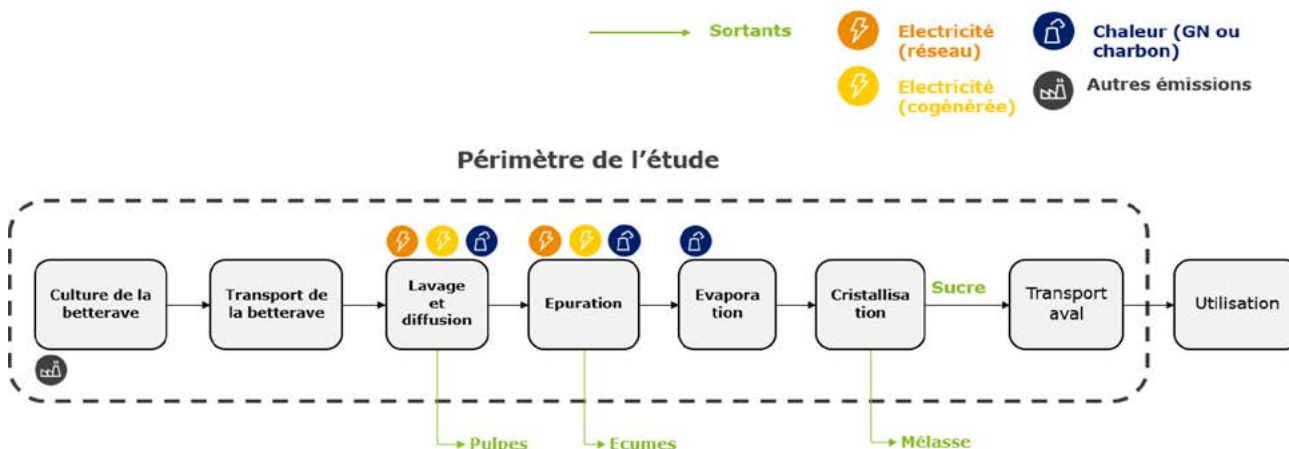 Sortants
Electricité
(réseau)
Chaleur (GN ou
charbon)
Electricité
(cogénérée)
Autres émissions
Périmètre de l'étude
Culture de la
betterave
Transport de
la betterave
Lavage
et
diffusion
Epuration
Evapora
tion
Cristallisa
tion
Sucre
Transport
aval
Utilisation
Pulpes
Ecumes
Mélasse